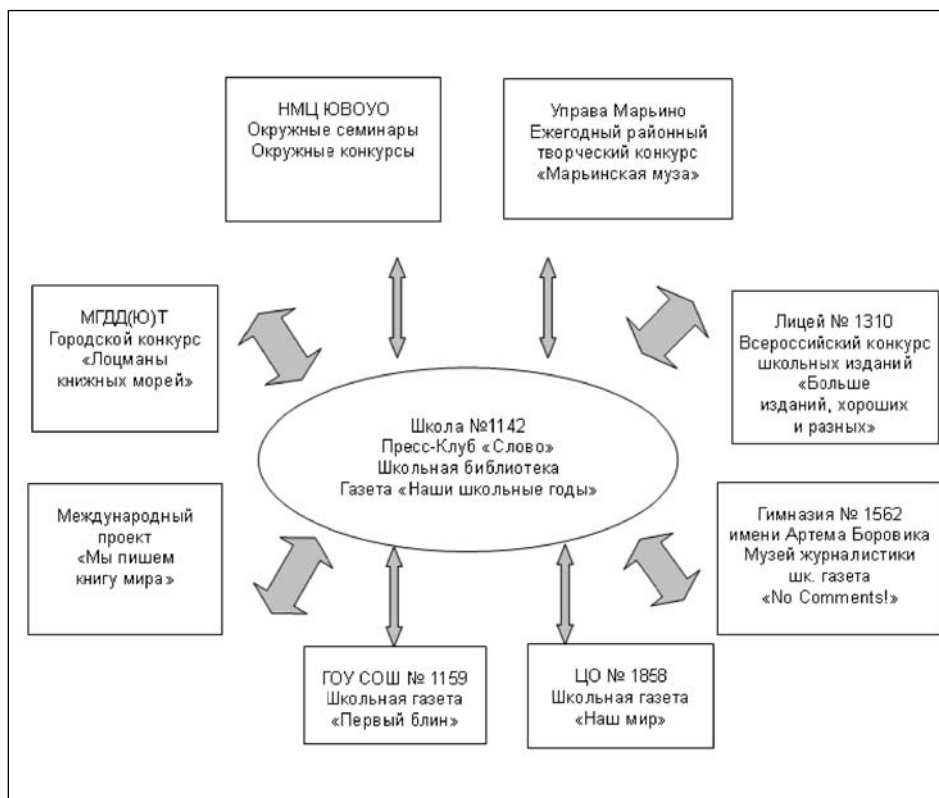 НМЦ ЮВОУО
Окружные семинары
Окружные конкурсы
Управа Марьино
Ежегодный районный
творческий конкурс
«Марьинская муза»
МГДД(Ю)Т
Городской конкурс
«Лоцманы
книжных морей»
Лицей № 1310
Всероссийский конкурс
школьных изданий
«Больше
изданий, хороших
и разных»
Школа №1142
Пресс-Клуб «Слово»
Школьная библиотека
Газета «Наши школьные годы»
Международный
проект
«Мы пишем
книгу мира»
Гимназия № 1562
имени Артема Боровика
Музей журналистики
шк. газета
«No Comments!»
ГОУ СОШ № 1159
Школьная газета
«Первый блин»
ЦО № 1858
Школьная газета
«Наш мир»